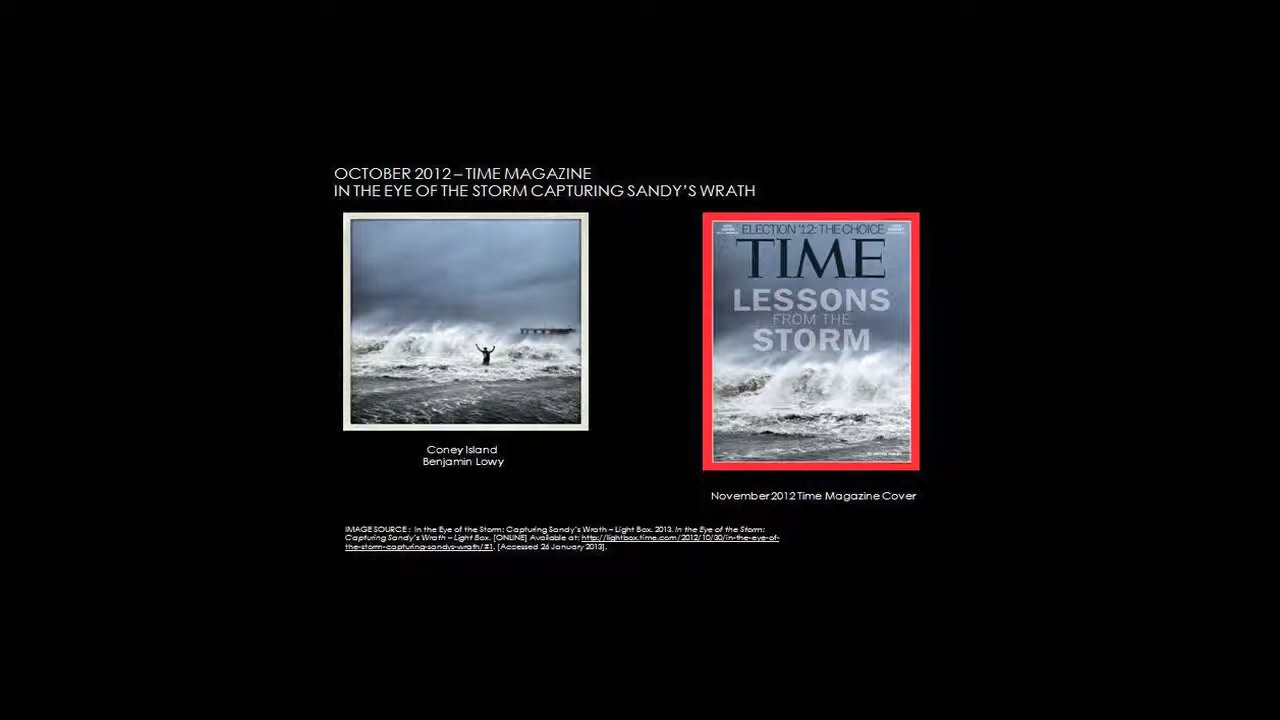 OCTOBER 2012 – TIME MAGAZINE
IN THE EYE OF THE STORM CAPTURING SANDY'S WRATH
ELECTION '12: THE CHOICE
TIME
LESSONS
FROM THE
STORM
Coney Island
Benjamin Lowy
November 2012 Time Magazine Cover
IMAGE SOURCE : In the Eye of the Storm: Capturing Sandy's Wrath – Light Box. 2013. In the Eye of the Storm:
Capturing Sandy's Wrath – Light Box. [ONLINE] Available at: http://lightbox.time.com/2012/10/30/in-the-eye-of-
the-storm-capturing-sandys-wrath/#1. [Accessed 26 January 2013].